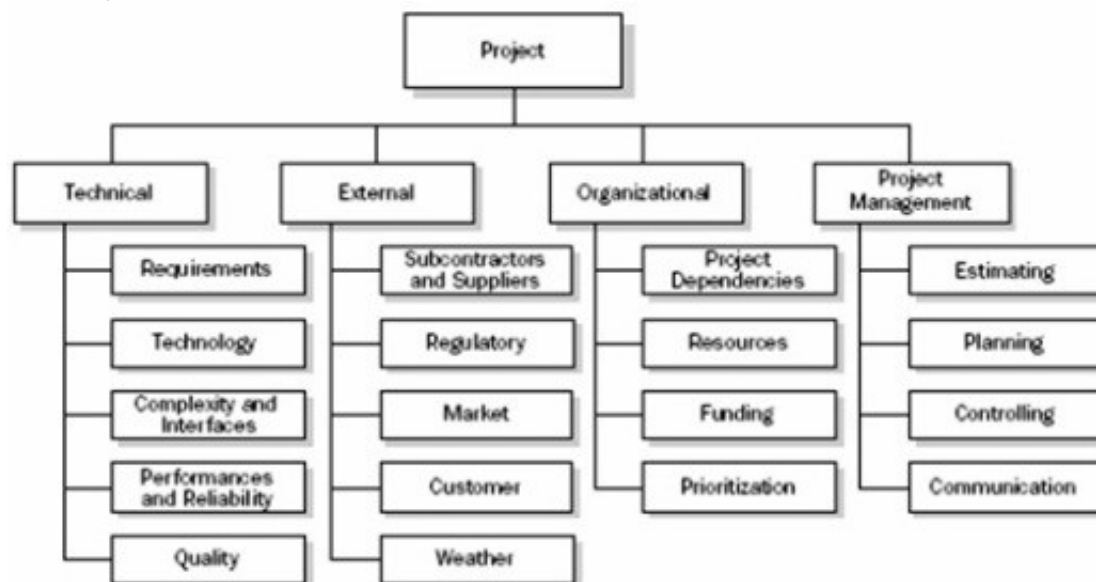 Project
Technical
External
Organizational
Project
Management
Requirements
Technology
Complexity and
Interfaces
Performances
and Reliability
Quality
Subcontractors
and Suppliers
Regulatory
Market
Customer
Weather
Project
Dependencies
Resources
Funding
Prioritization
Estimating
Planning
Controlling
Communication